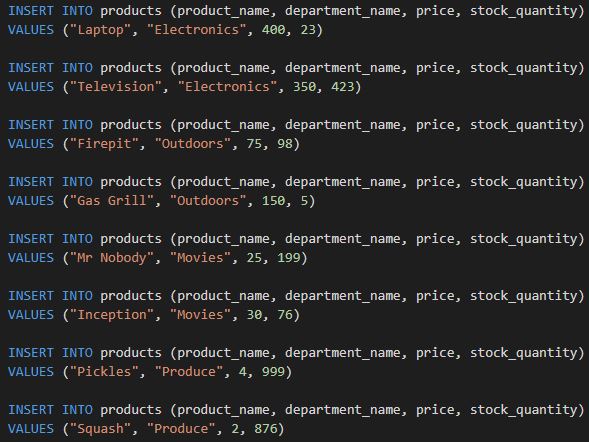 INSERT INTO products (product_name, department_name, price, stock_quantity)
VALUES ("Laptop", "Electronics", 400, 23)
INSERT INTO products (product_name, department_name, price, stock_quantity)
VALUES ("Television", "Electronics", 350, 423)
INSERT INTO products (product_name, department_name, price, stock_quantity)
VALUES ("Firepit", "Outdoors", 75, 98)
INSERT INTO products (product_name, department_name, price, stock_quantity)
VALUES ("Gas Grill", "Outdoors", 150, 5)
INSERT INTO products (product_name, department_name, price, stock_quantity)
VALUES ("Mr Nobody", "Movies", 25, 199)
INSERT INTO products (product_name, department_name, price, stock_quantity)
VALUES ("Inception", "Movies", 30, 76)
INSERT INTO products (product_name, department_name, price, stock_quantity)
VALUES ("Pickles", "Produce", 4, 999)
INSERT INTO products (product_name, department_name, price, stock_quantity)
VALUES ("Squash", "Produce", 2, 876)